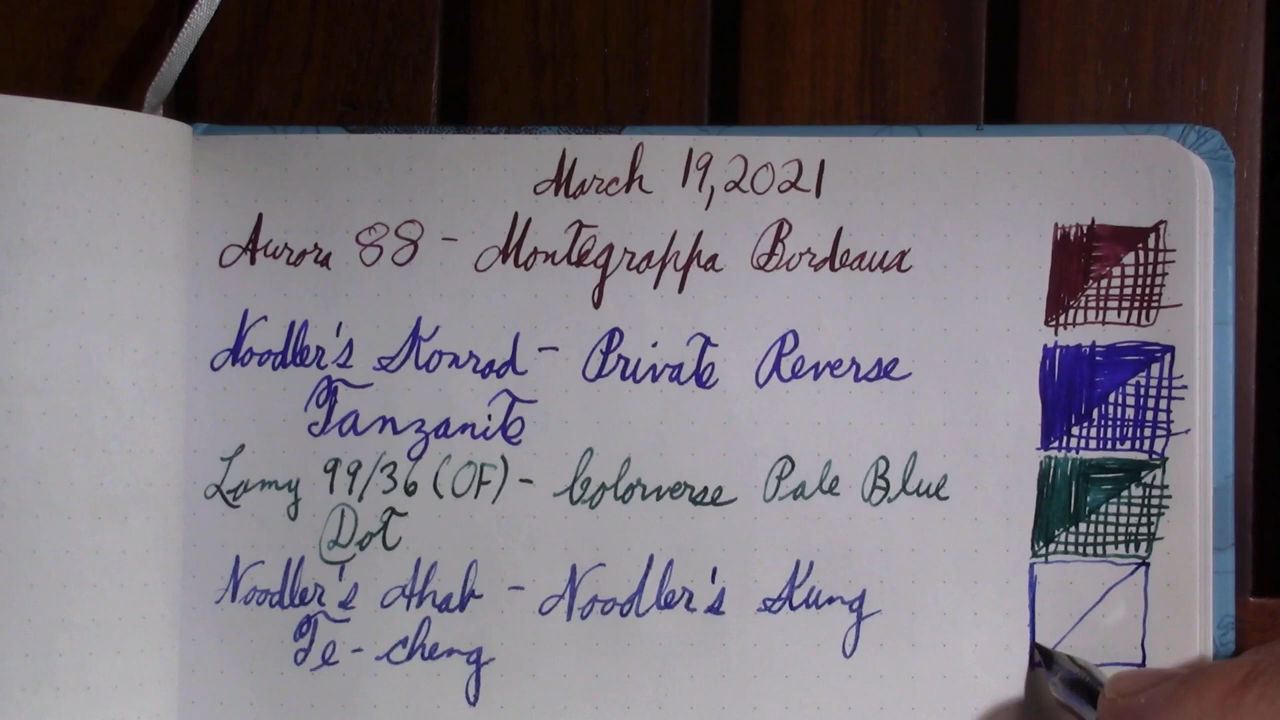 March 19, 2021
Aurora 88 - Montegrappa Bordeaux
Noodler's Konrad - Private Reverse
Tanzanite
Lamy 99/36 (OF) - Colorverse Pale Blue
Dot
Noodler's Ahab - Noodler's Kung
Te-cheng